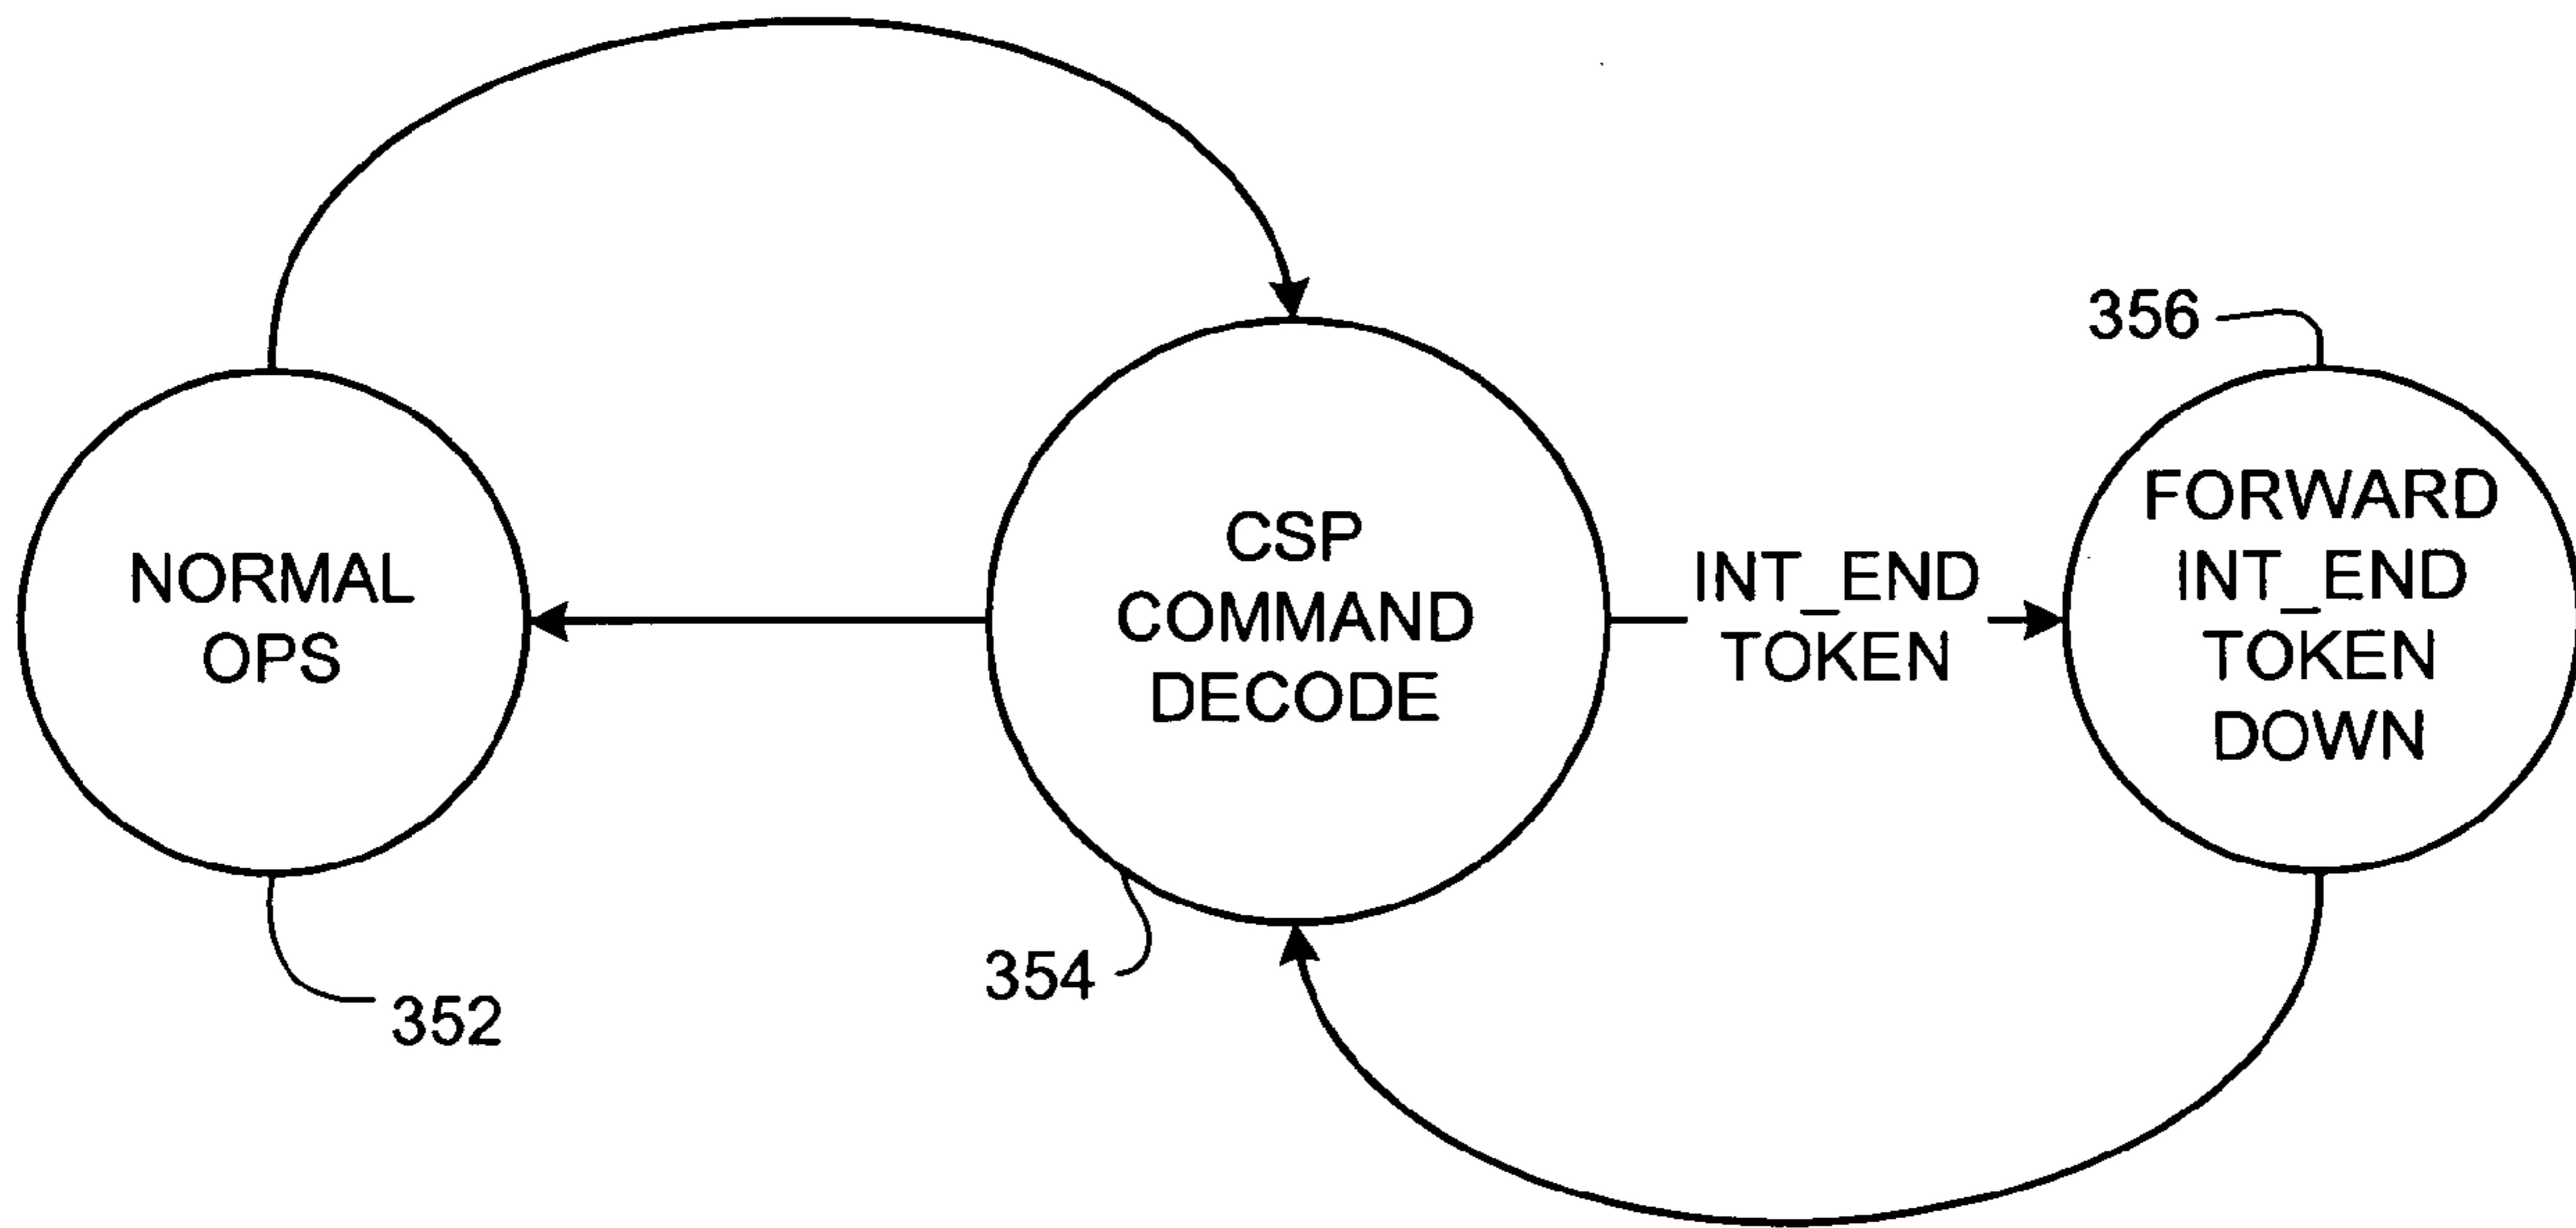 NORMAL
OPS
352
CSP
COMMAND
DECODE
354
INT_END
TOKEN
356
FORWARD
INT_END
TOKEN
DOWN